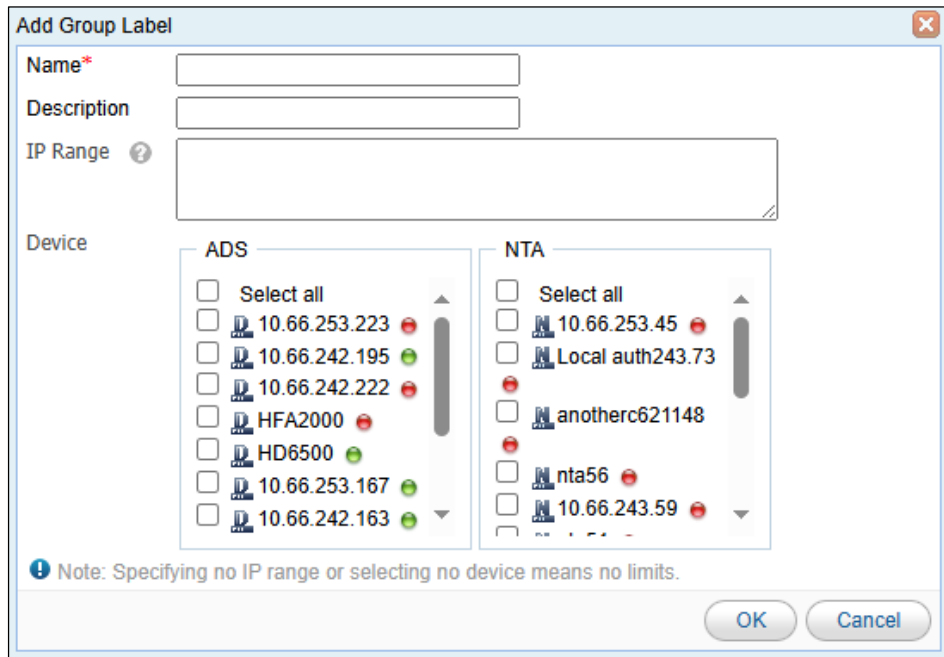 Add Group Label
Name*
Description
IP Range
Device
ADS
Select all
10.66.253.223
10.66.242.195
10.66.242.222
HFA2000
HD6500
10.66.253.167
10.66.242.163
NTA
Select all
10.66.253.45
Local auth243.73
anotherc621148
nta56
10.66.243.59
Note: Specifying no IP range or selecting no device means no limits.
OK
Cancel